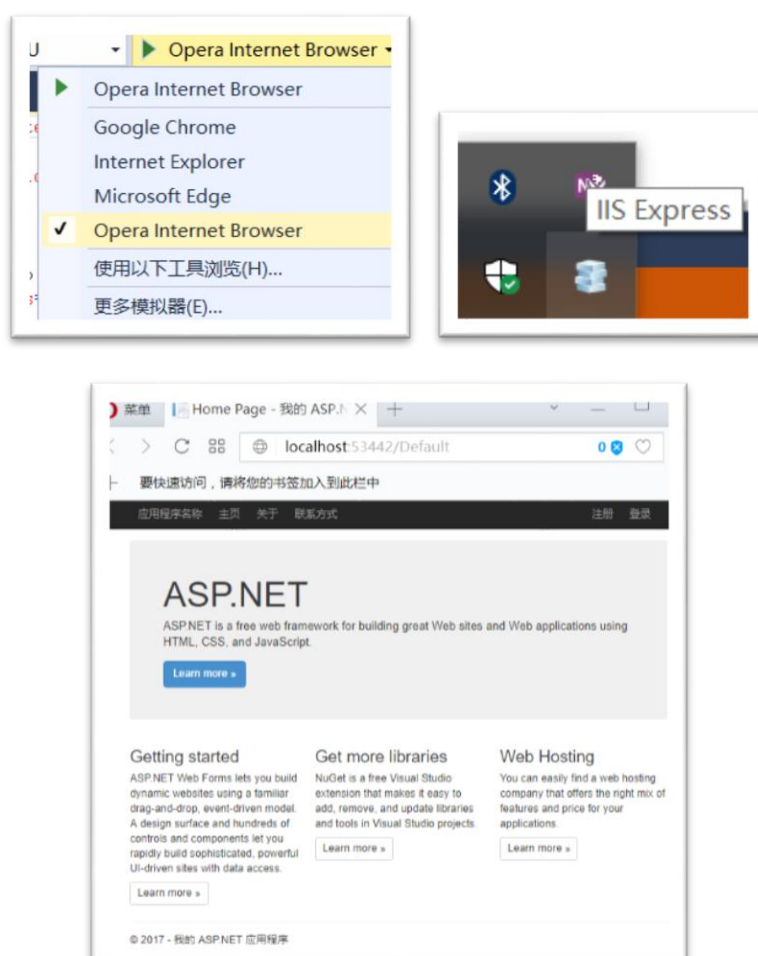 U
Opera Internet Browser
Opera Internet Browser
Google Chrome
Internet Explorer
Microsoft Edge
Opera Internet Browser
使用以下工具浏览(H)...
更多模拟器(E)...
IIS Express
菜单 Home Page - 我的 ASP.N
localhost:53442/Default 0
要快速访问，请将您的书签加入到此栏中
应用程序名称 主页 关于 联系方式 注册 登录
ASP.NET
ASP.NET is a free web framework for building great Web sites and Web applications using
HTML, CSS, and JavaScript.
Learn more »
Getting started
ASP.NET Web Forms lets you build
dynamic websites using a familiar
drag-and-drop, event-driven model.
A design surface and hundreds of
controls and components let you
rapidly build sophisticated, powerful
UI-driven sites with data access.
Learn more »
Get more libraries
NuGet is a free Visual Studio
extension that makes it easy to
add, remove, and update libraries
and tools in Visual Studio projects.
Learn more »
Web Hosting
You can easily find a web hosting
company that offers the right mix of
features and price for your
applications.
Learn more »
© 2017 - 我的 ASP.NET 应用程序